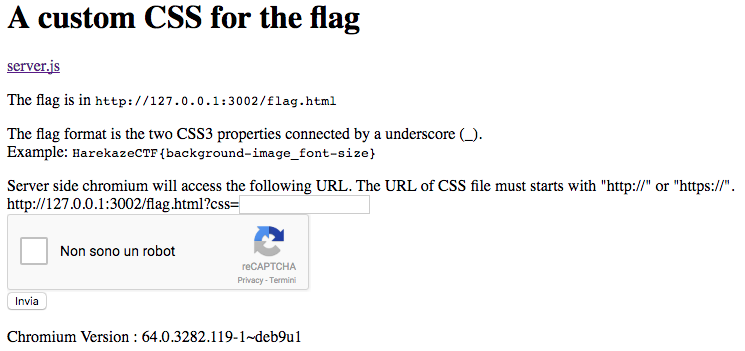 A custom CSS for the flag
server.js
The flag is in http://127.0.0.1:3002/flag.html
The flag format is the two CSS3 properties connected by a underscore (_).
Example: HarekazeCTF{background-image_font-size}
Server side chromium will access the following URL. The URL of CSS file must starts with "http://" or "https://".
http://127.0.0.1:3002/flag.html?css=
Non sono un robot
reCAPTCHA
Privacy - Termini
Invia
Chromium Version : 64.0.3282.119-1~deb9u1